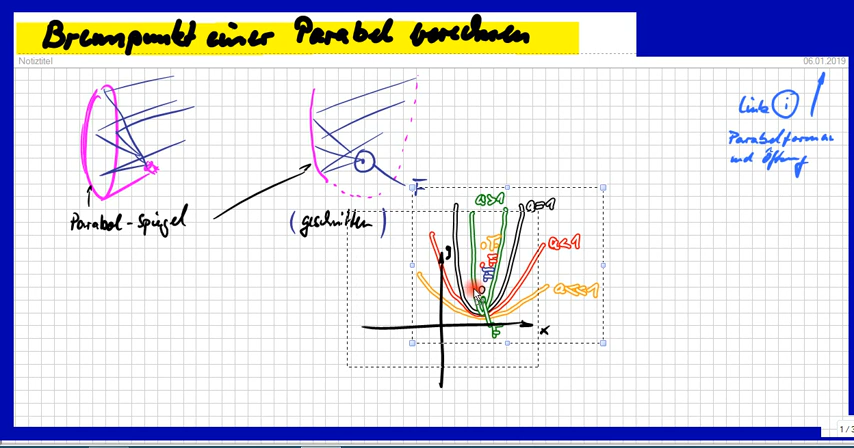 Brennpunkt einer Parabel berechnen
Notiztitel
06.01.2019
Link i
Parabelformen
und Öffnung
F
Parabol-Spiegel
(geschnitten)
a>1
a=1
a<1
a<<1
y
x
F
F
F
F
1 / 3